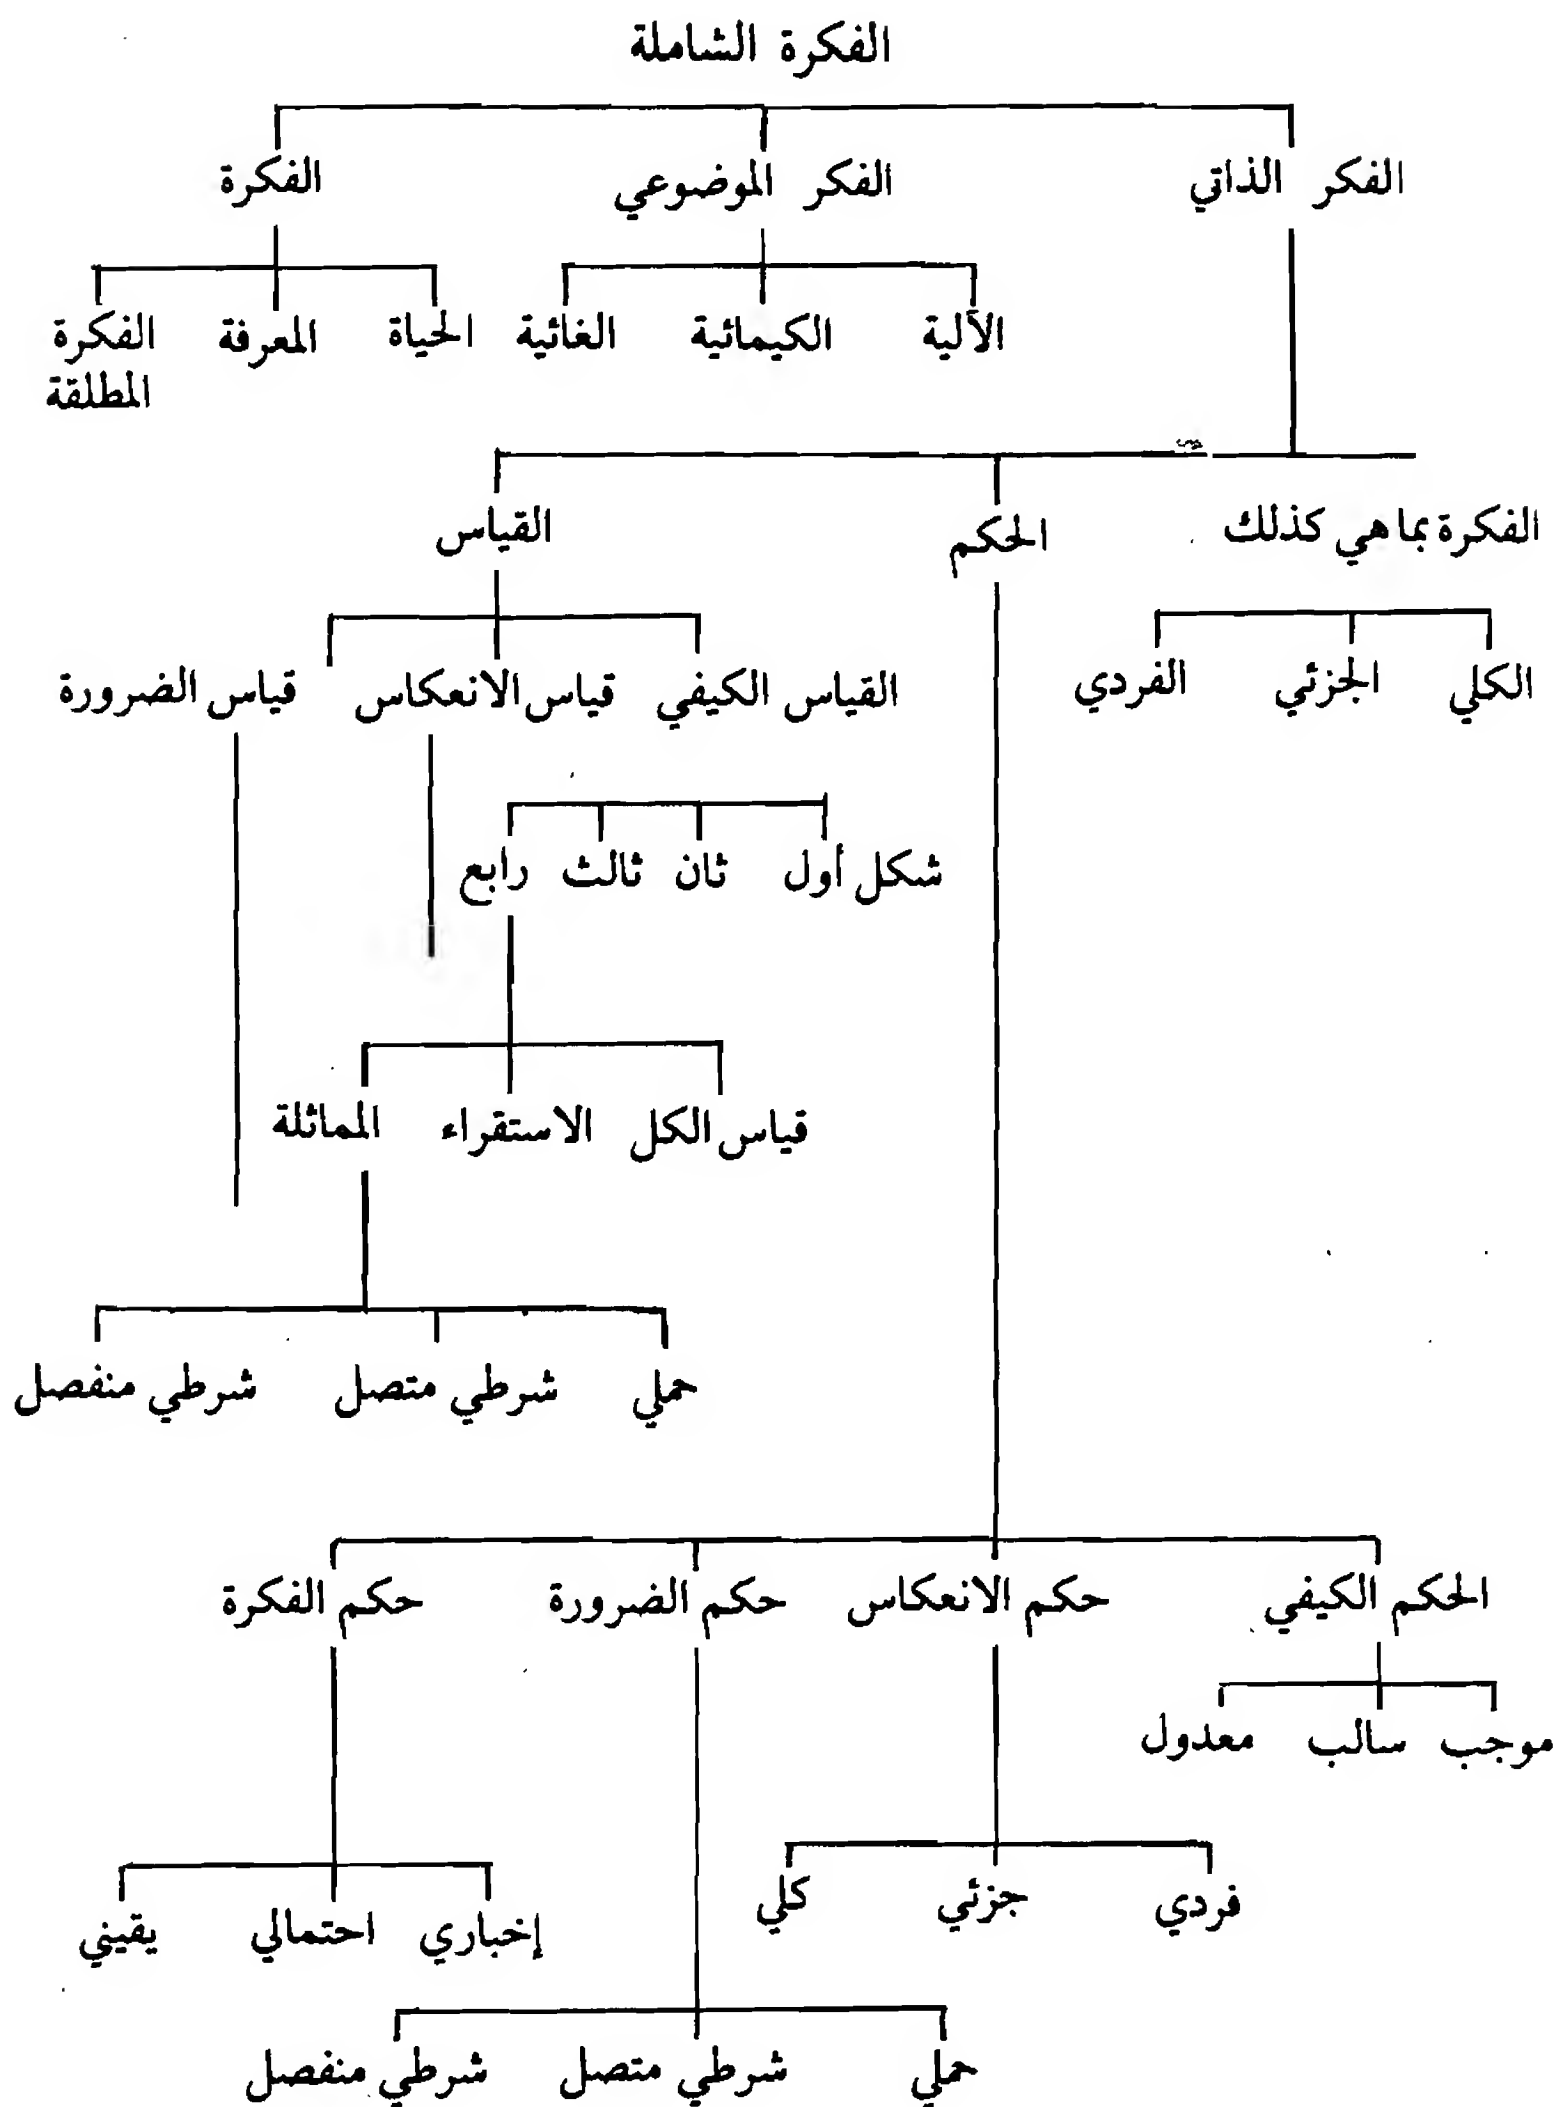 الفكرة الشاملة
الفكر الذاتي الفكر الموضوعي الفكرة
الآلية الكيمائية الغائية الحياة المعرفة الفكرة
المطلقة
الفكرة بما هي كذلك الحكم القياس
الكلي الجزئي الفردي القياس الكيفي قياس الانعكاس قياس الضرورة
شكل أول ثان ثالث رابع
قياس الكل الاستقراء المماثلة
حملي شرطي متصل شرطي منفصل
الحكم الكيفي حكم الانعكاس حكم الضرورة حكم الفكرة
موجب سالب معدول
فردي جزئي كلي
إخباري احتمالي يقيني
حملي شرطي متصل شرطي منفصل